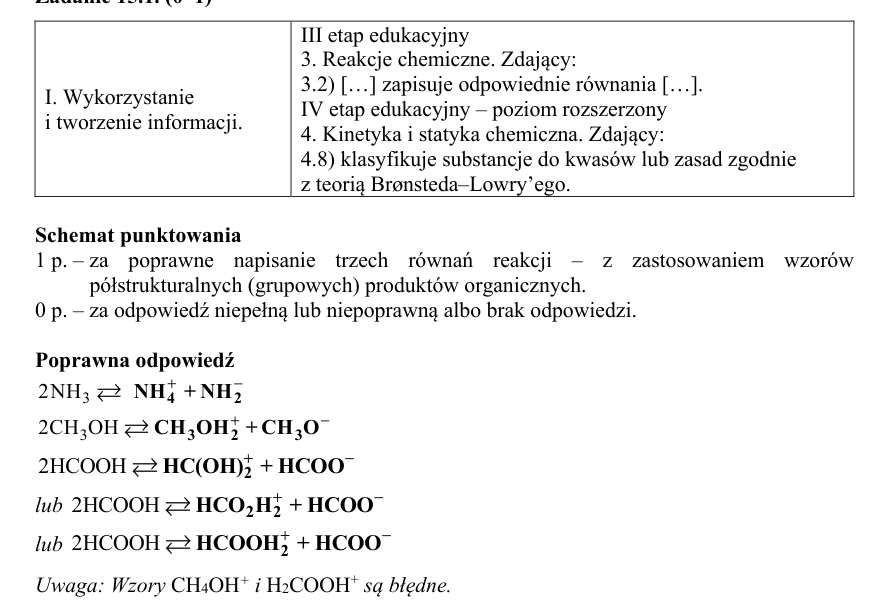 Zadanie 15.1. (0–1)
I. Wykorzystanie
i tworzenie informacji.
III etap edukacyjny
3. Reakcje chemiczne. Zdający:
3.2) […] zapisuje odpowiednie równania […].
IV etap edukacyjny – poziom rozszerzony
4. Kinetyka i statyka chemiczna. Zdający:
4.8) klasyfikuje substancje do kwasów lub zasad zgodnie
z teorią Brønsteda–Lowry’ego.
Schemat punktowania
1 p. – za poprawne napisanie trzech równań reakcji – z zastosowaniem wzorów
półstrukturalnych (grupowych) produktów organicznych.
0 p. – za odpowiedź niepełną lub niepoprawną albo brak odpowiedzi.
Poprawna odpowiedź
2NH₃ ⇄ NH₄⁺ + NH₂⁻
2CH₃OH ⇄ CH₃OH₂⁺ + CH₃O⁻
2HCOOH ⇄ HC(OH)₂⁺ + HCOO⁻
lub 2HCOOH ⇄ HCO₂H₂⁺ + HCOO⁻
lub 2HCOOH ⇄ HCOOH₂⁺ + HCOO⁻
Uwaga: Wzory CH₄OH⁺ i H₂COOH⁺ są błędne.